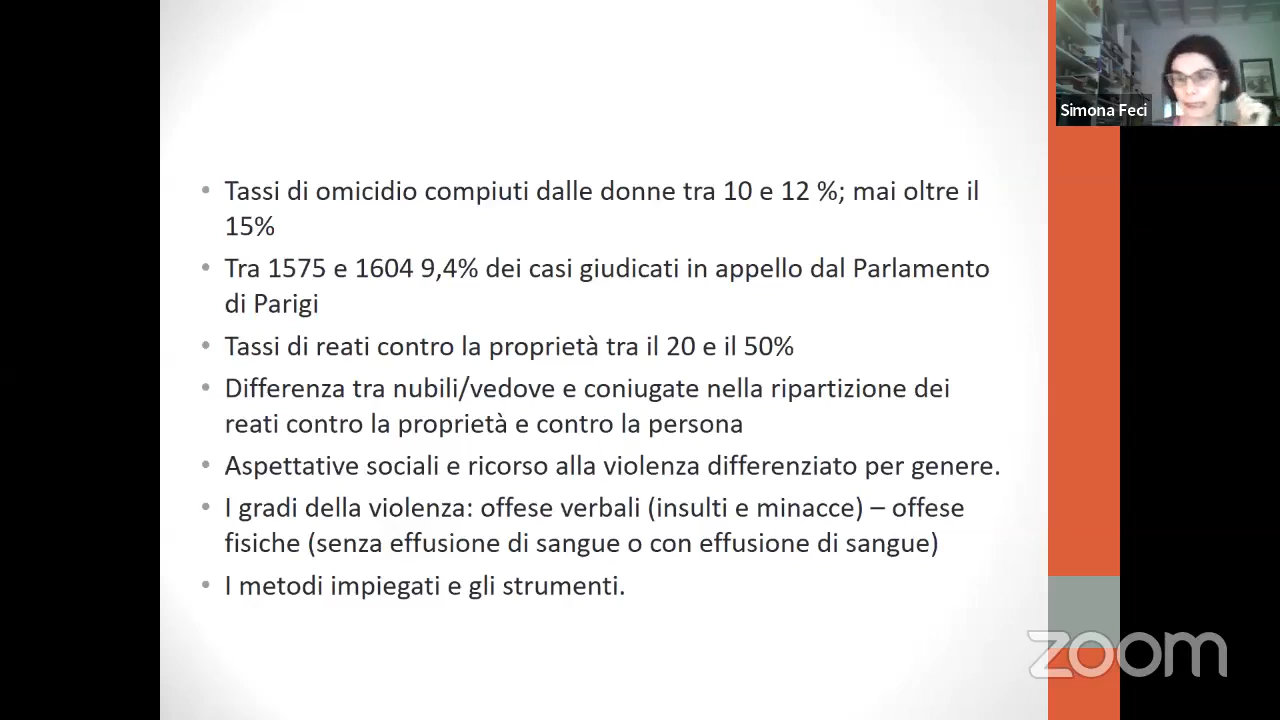 Simona Feci
• Tassi di omicidio compiuti dalle donne tra 10 e 12 %; mai oltre il
15%
• Tra 1575 e 1604 9,4% dei casi giudicati in appello dal Parlamento
di Parigi
• Tassi di reati contro la proprietà tra il 20 e il 50%
• Differenza tra nubili/vedove e coniugate nella ripartizione dei
reati contro la proprietà e contro la persona
• Aspettative sociali e ricorso alla violenza differenziato per genere.
• I gradi della violenza: offese verbali (insulti e minacce) – offese
fisiche (senza effusione di sangue o con effusione di sangue)
• I metodi impiegati e gli strumenti.
zoom